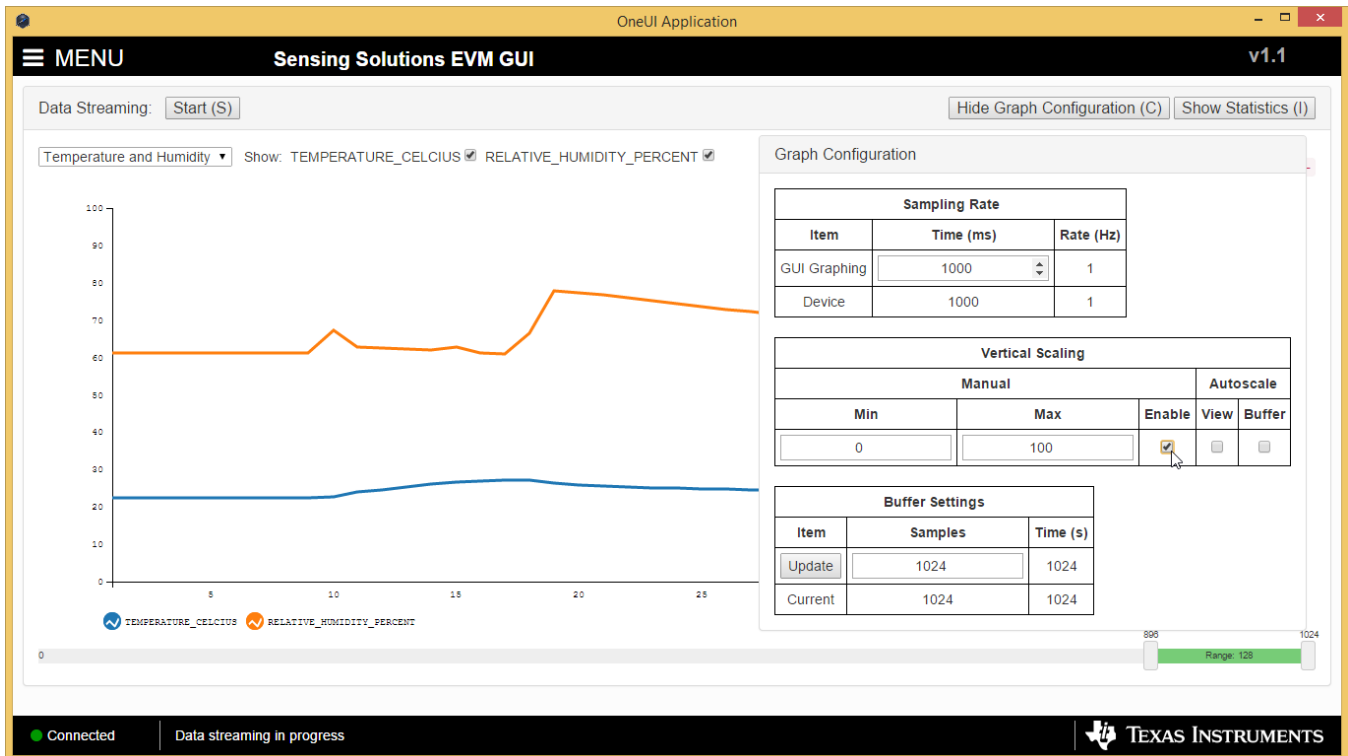 OneUI Application
MENU
Sensing Solutions EVM GUI
v1.1
Data Streaming: Start (S)
Hide Graph Configuration (C) Show Statistics (I)
Temperature and Humidity Show: TEMPERATURE_CELCIUS RELATIVE_HUMIDITY_PERCENT
100
90
80
70
60
50
40
30
20
10
0
5 10 15 20 25
TEMPERATURE_CELCIUS RELATIVE_HUMIDITY_PERCENT
Graph Configuration
Sampling Rate
Item Time (ms) Rate (Hz)
GUI Graphing 1000 1
Device 1000 1
Vertical Scaling
Manual Autoscale
Min Max Enable View Buffer
0 100
Buffer Settings
Item Samples Time (s)
Update 1024 1024
Current 1024 1024
896 1024
0 Range: 128
Connected Data streaming in progress
TEXAS INSTRUMENTS